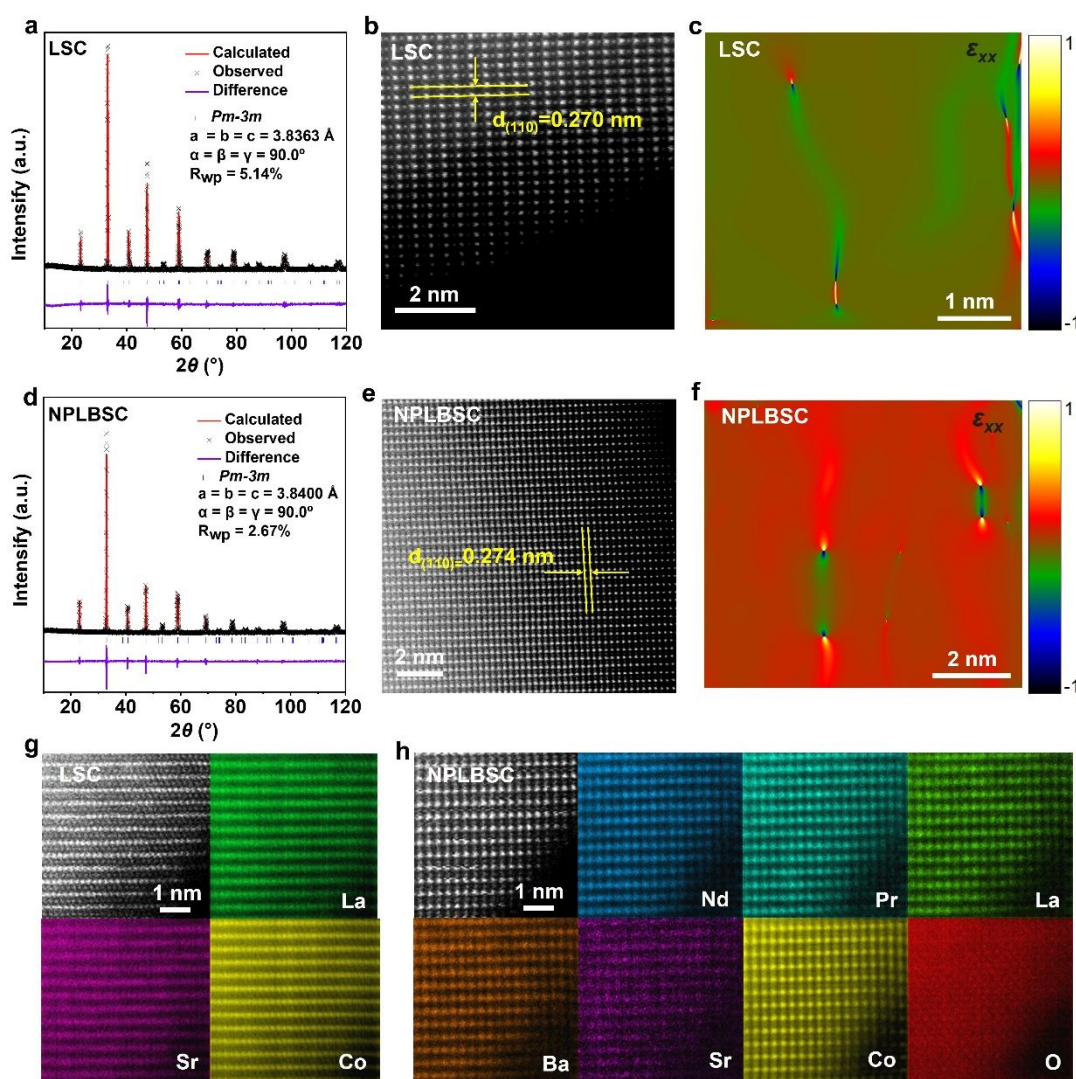 a
LSC
Calculated
Observed
Difference
Pm-3m
a = b = c = 3.8363 Å
α = β = γ = 90.0º
Rwp = 5.14%
Intensify (a.u.)
20 40 60 80 100 120
2θ (°)
b
LSC
d(110)=0.270 nm
2 nm
c
LSC
εxx
1 nm
1
-1
d
NPLBSC
Calculated
Observed
Difference
Pm-3m
a = b = c = 3.8400 Å
α = β = γ = 90.0º
Rwp = 2.67%
Intensify (a.u.)
20 40 60 80 100 120
2θ (°)
e
NPLBSC
d(110)=0.274 nm
2 nm
f
NPLBSC
εxx
2 nm
1
-1
g
LSC
1 nm
La
Sr
Co
h
NPLBSC
1 nm
Nd
Pr
La
Ba
Sr
Co
O